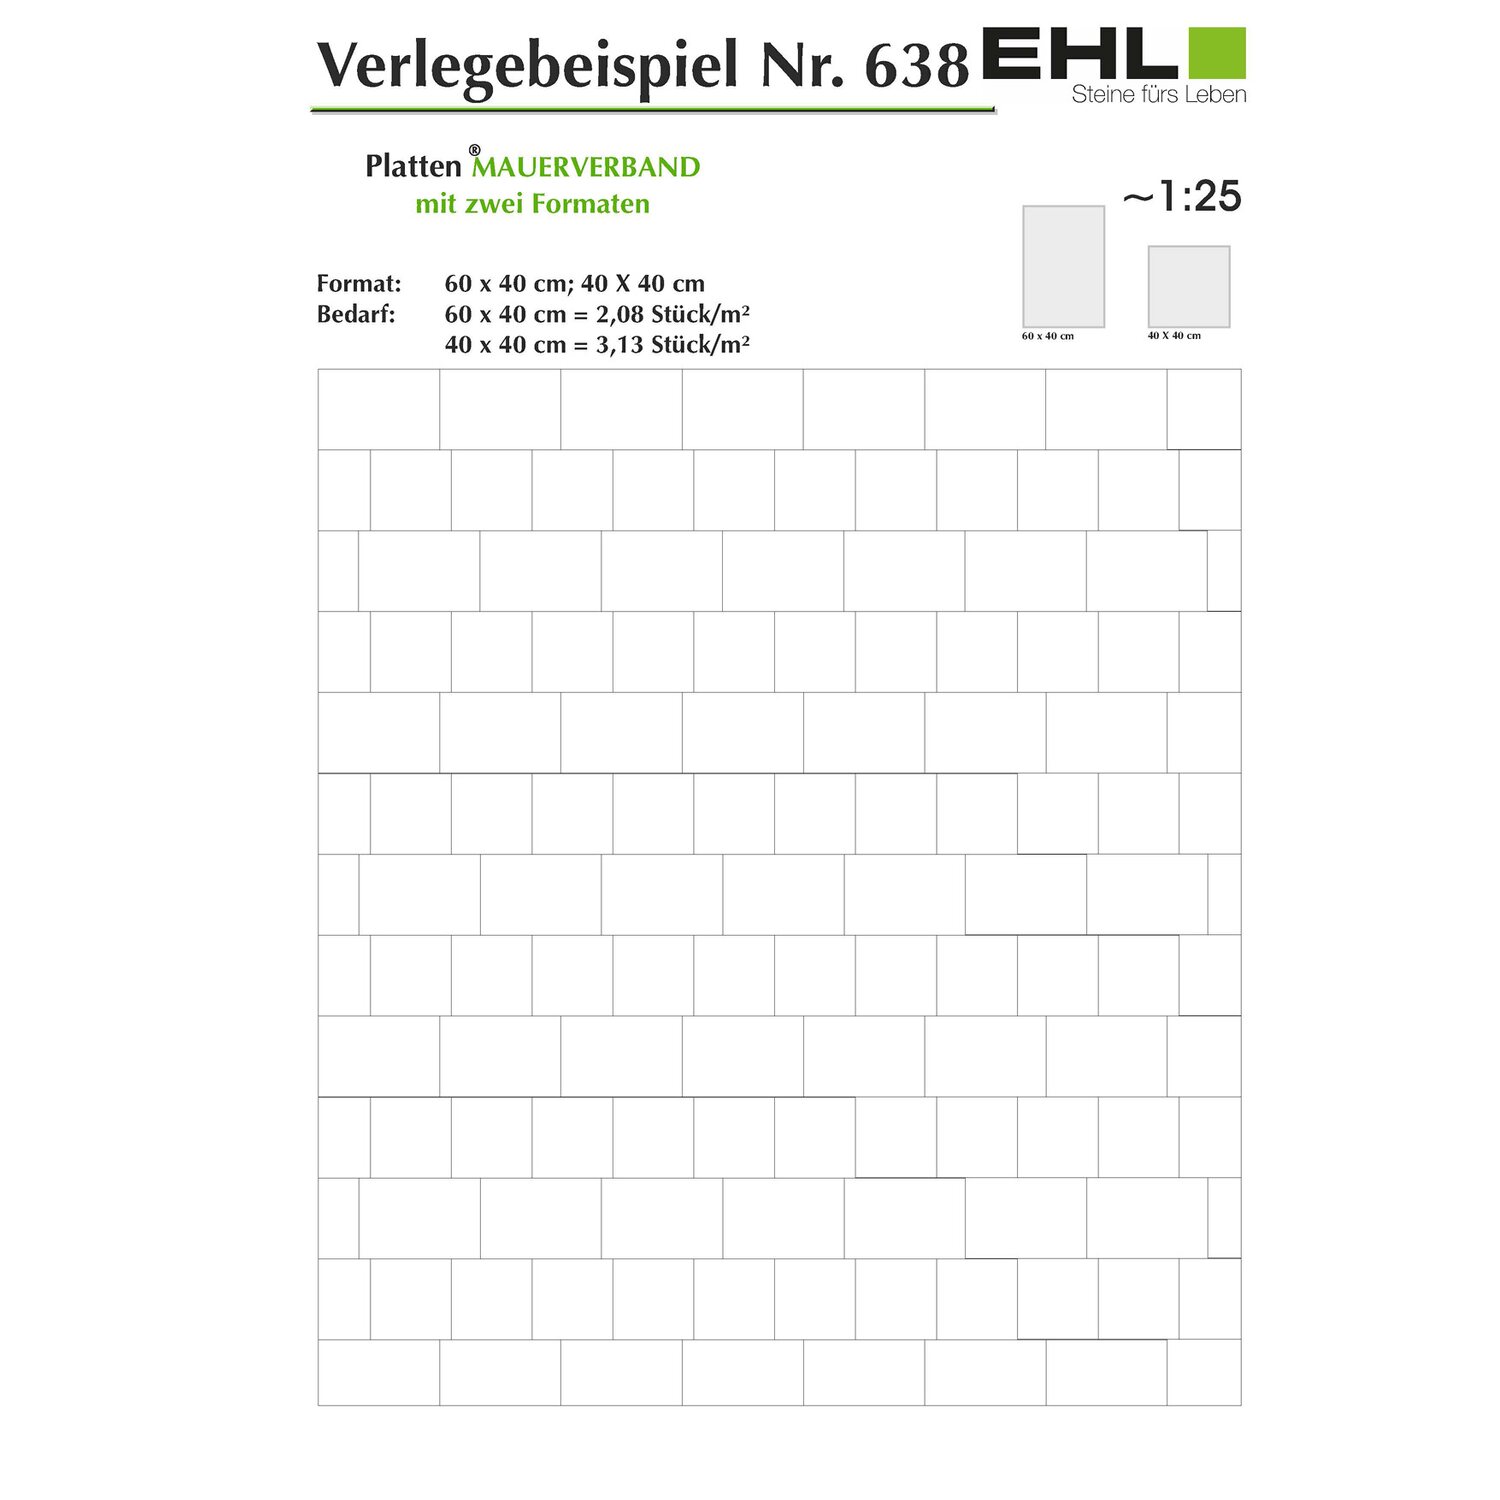 Verlegebeispiel Nr. 638
EHL
Steine fürs Leben
Platten ®MAUERVERBAND
mit zwei Formaten
~1:25
Format: 60 x 40 cm; 40 X 40 cm
Bedarf: 60 x 40 cm = 2,08 Stück/m²
40 x 40 cm = 3,13 Stück/m²
60 x 40 cm
40 X 40 cm